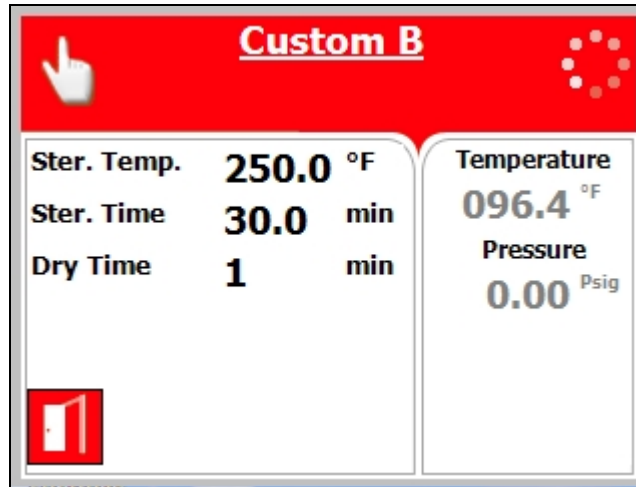 Custom B
Ster. Temp. 250.0 °F
Ster. Time 30.0 min
Dry Time 1 min
Temperature
096.4 °F
Pressure
0.00 Psig